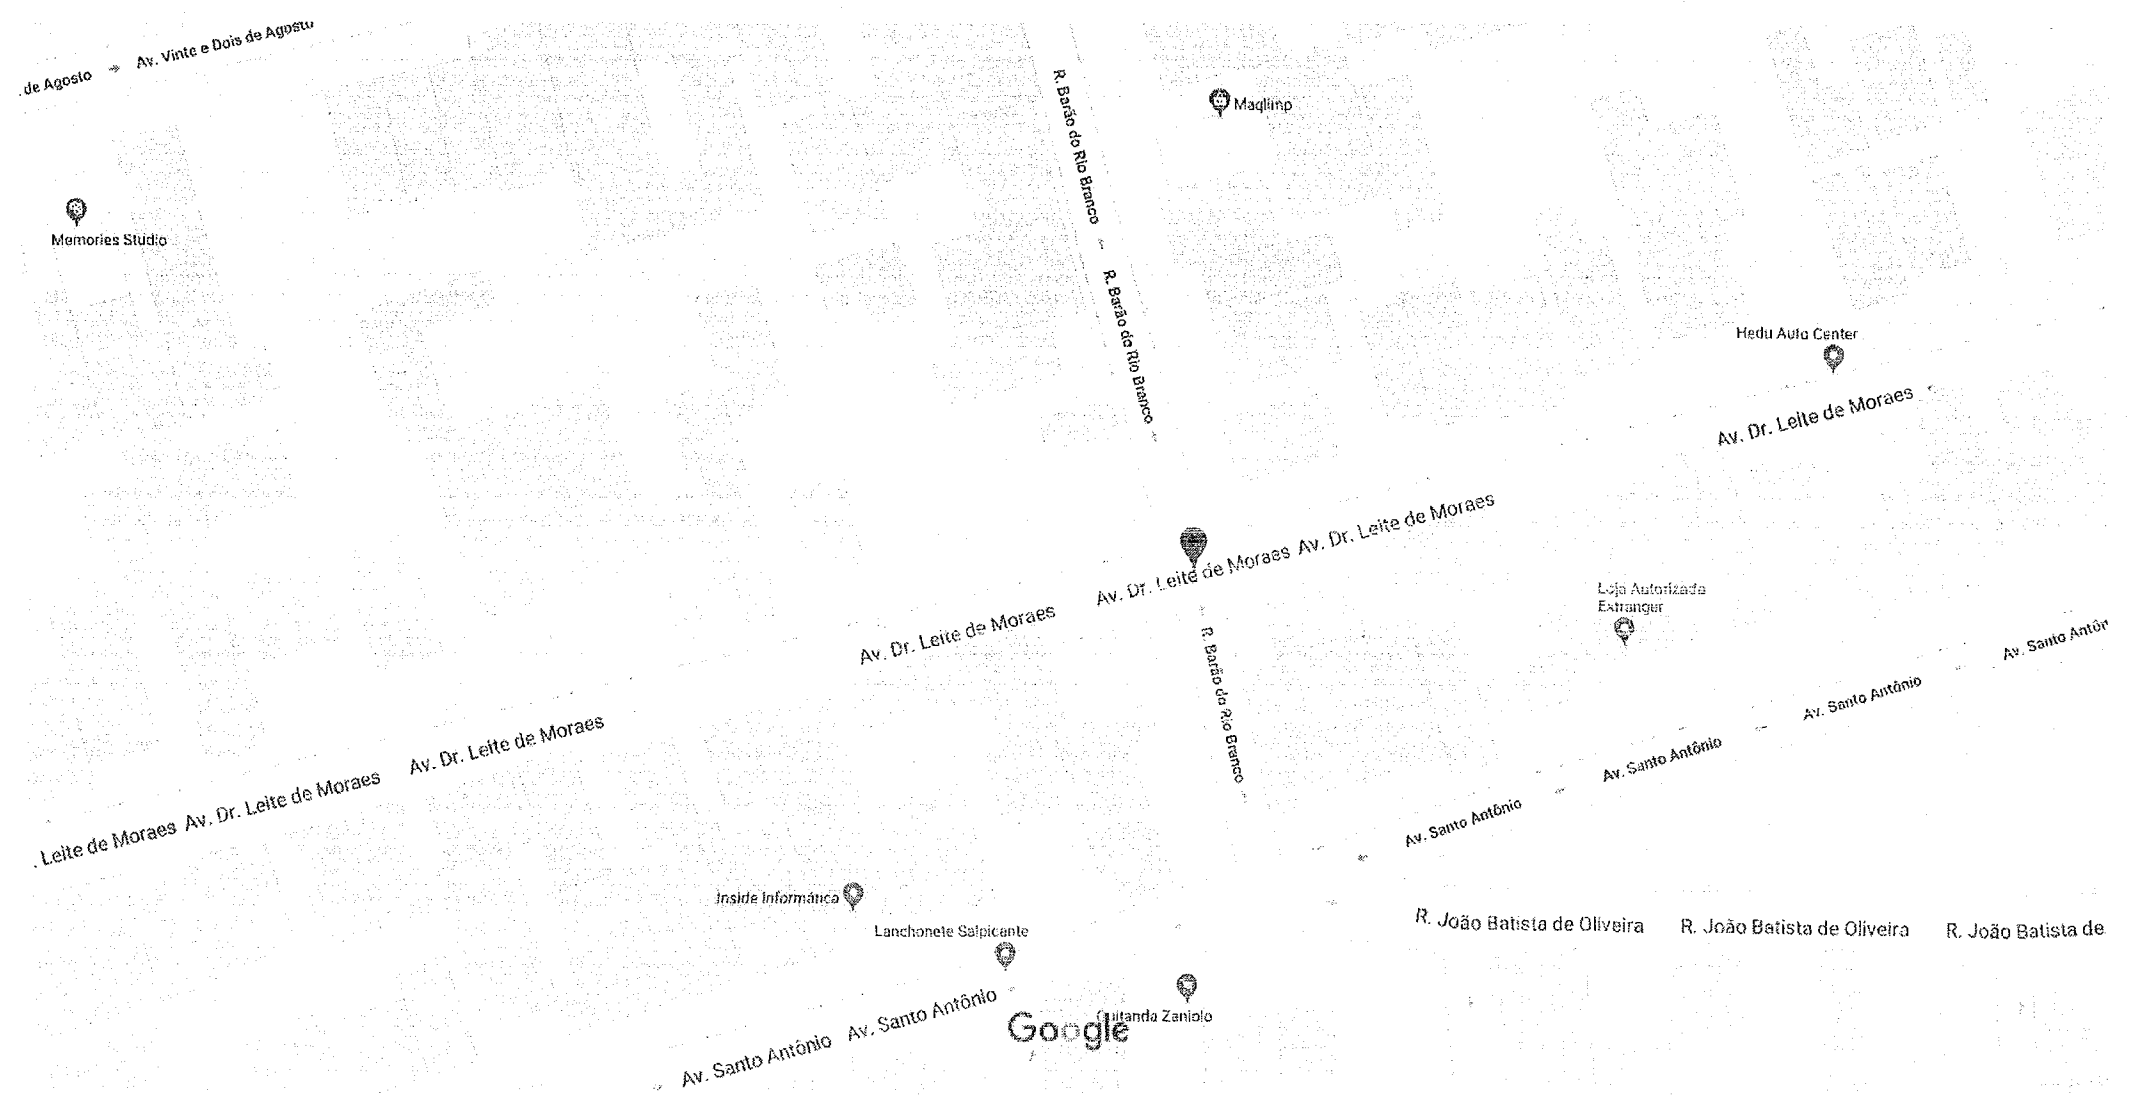 de Agosto
Av. Vinte e Dois de Agosto
R. Barão do Rio Branco
Maqlimp
Memories Studio
R. Barão do Rio Branco
Hedu Auto Center
Av. Dr. Leite de Moraes
Av. Dr. Leite de Moraes
Av. Dr. Leite de Moraes
Av. Dr. Leite de Moraes
Loja Autorizada
Extranger
R. Barão do Rio Branco
Av. Santo Antôn
Av. Santo Antônio
Av. Santo Antônio
Av. Santo Antônio
Av. Dr. Leite de Moraes
Av. Dr. Leite de Moraes
. Leite de Moraes
Inside Informática
Lanchonete Salpicante
R. João Batista de Oliveira
R. João Batista de Oliveira
R. João Batista de
Av. Santo Antônio
Av. Santo Antônio
Quitanda Zaniolo
Google